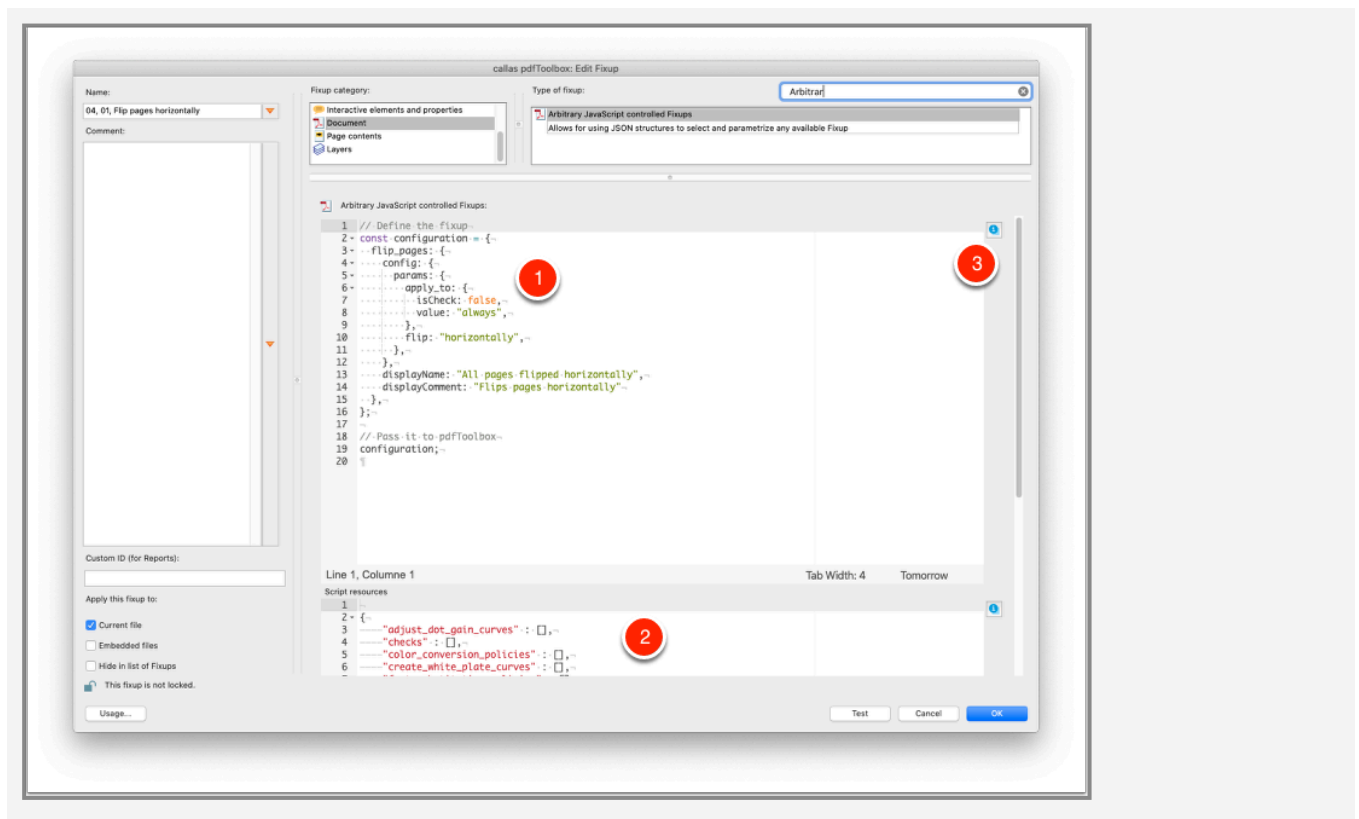 callas pdfToolbox: Edit Fixup
Name:
04, 01, Flip pages horizontally
Comment:
Custom ID (for Reports):
Apply this fixup to:
Current file
Embedded files
Hide in list of Fixups
This fixup is not locked.
Usage...
Fixup category:
Interactive elements and properties
Document
Page contents
Layers
Type of fixup:
Arbitrar
Arbitrary JavaScript controlled Fixups
Allows for using JSON structures to select and parametrize any available Fixup
Arbitrary JavaScript controlled Fixups:
1 // Define the fixup
2 const configuration = {
3 flip_pages: {
4 config: {
5 params: {
6 apply_to: {
7 isCheck: false,
8 value: "always",
9 },
10 flip: "horizontally",
11 },
12 },
13 displayName: "All pages flipped horizontally",
14 displayComment: "Flips pages horizontally"
15 },
16 };
17
18 // Pass it to pdfToolbox
19 configuration;
20
1
3
Line 1, Columne 1
Tab Width: 4
Tomorrow
Script resources
1
2 {
3 "adjust_dot_gain_curves" : [],
4 "checks" : [],
5 "color_conversion_policies" : [],
6 "create_white_plate_curves" : [],
2
Test
Cancel
OK